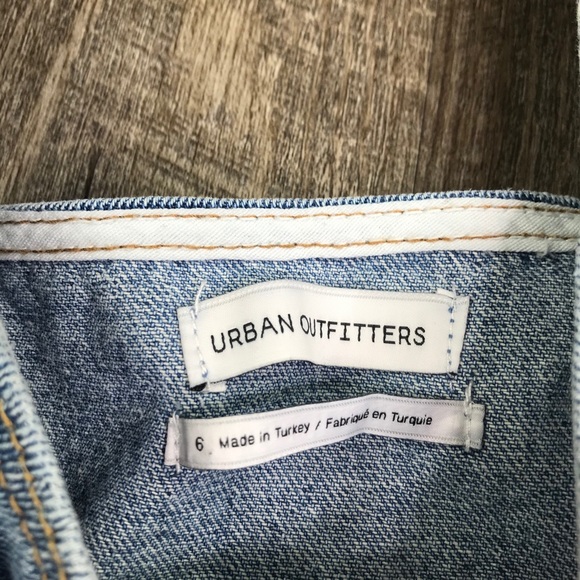 URBAN OUTFITTERS
6 Made in Turkey / Fabriqué en Turquie